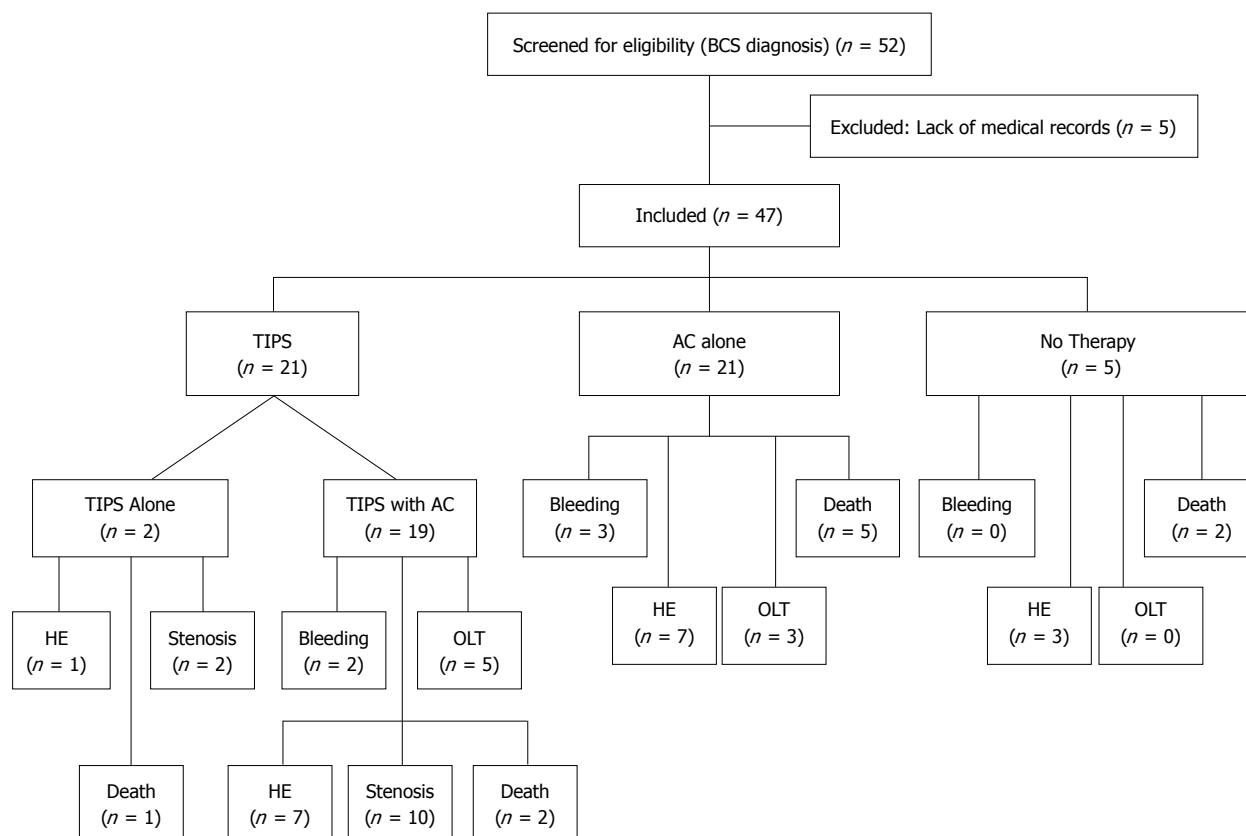 Screened for eligibility (BCS diagnosis) (n = 52)
Excluded: Lack of medical records (n = 5)
Included (n = 47)
TIPS
(n = 21)
AC alone
(n = 21)
No Therapy
(n = 5)
TIPS Alone
(n = 2)
TIPS with AC
(n = 19)
Bleeding
(n = 3)
Death
(n = 5)
Bleeding
(n = 0)
Death
(n = 2)
HE
(n = 1)
Stenosis
(n = 2)
Bleeding
(n = 2)
OLT
(n = 5)
HE
(n = 7)
OLT
(n = 3)
HE
(n = 3)
OLT
(n = 0)
Death
(n = 1)
HE
(n = 7)
Stenosis
(n = 10)
Death
(n = 2)